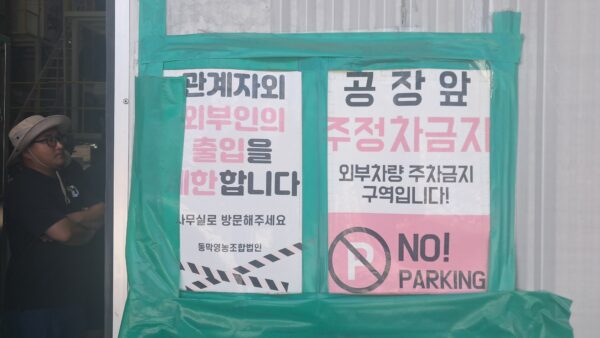 관계자외
외부인의
출입을
제한합니다
사무실로 방문해주세요
동막영농조합법인
공장앞
주정차금지
외부차량 주차금지
구역입니다!
P
NO!
PARKING